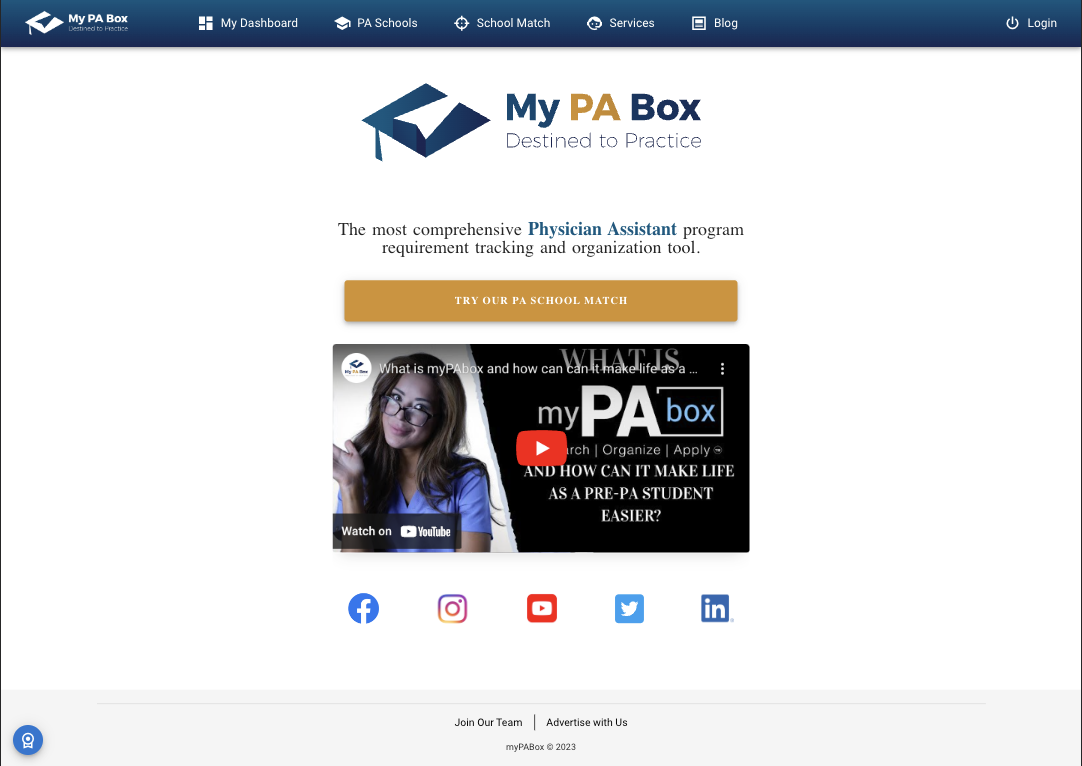 My PA Box
Destined to Practice
My Dashboard
PA Schools
School Match
Services
Blog
Login
My PA Box
Destined to Practice
The most comprehensive Physician Assistant program
requirement tracking and organization tool.
TRY OUR PA SCHOOL MATCH
My PA Box
What is myPAbox and how can can it make life as a ...
WHAT IS
myPAbox
arch | Organize | Apply
AND HOW CAN IT MAKE LIFE
AS A PRE-PA STUDENT
EASIER?
Watch on YouTube
in
Join Our Team | Advertise with Us
myPABox © 2023